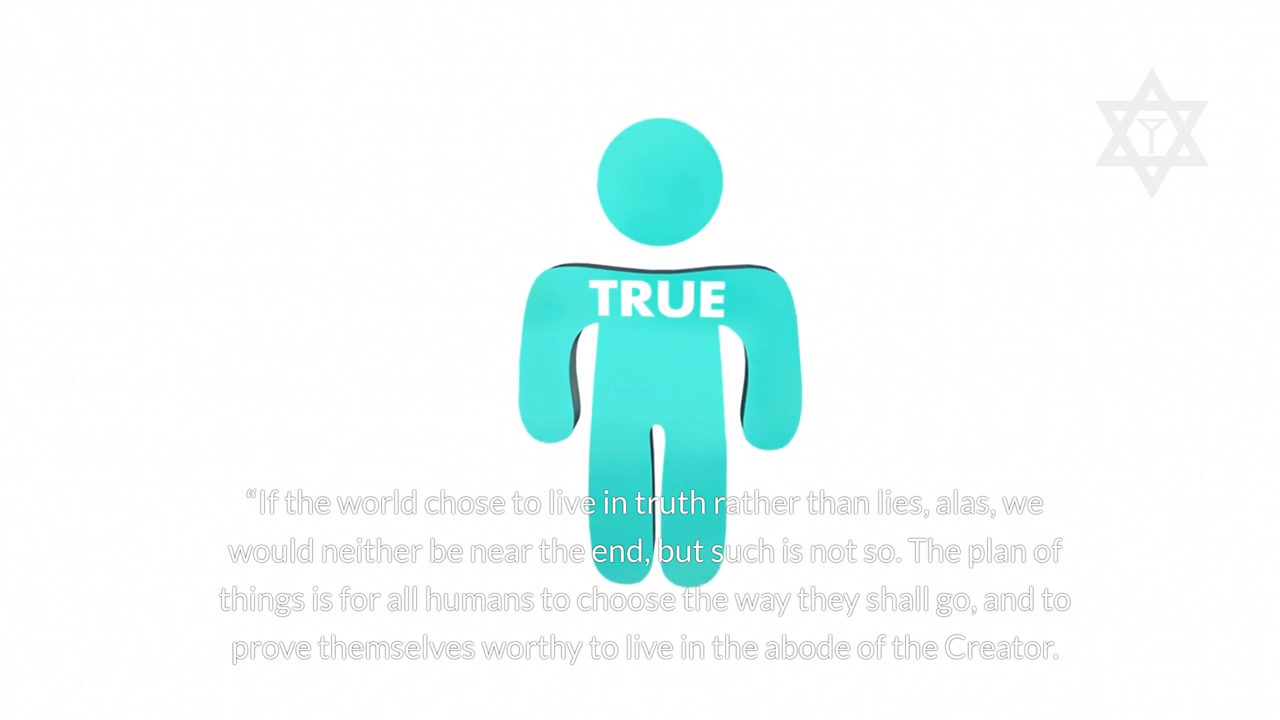 TRUE
“If the world chose to live in truth rather than lies, alas, we
would neither be near the end, but such is not so. The plan of
things is for all humans to choose the way they shall go, and to
prove themselves worthy to live in the abode of the Creator.